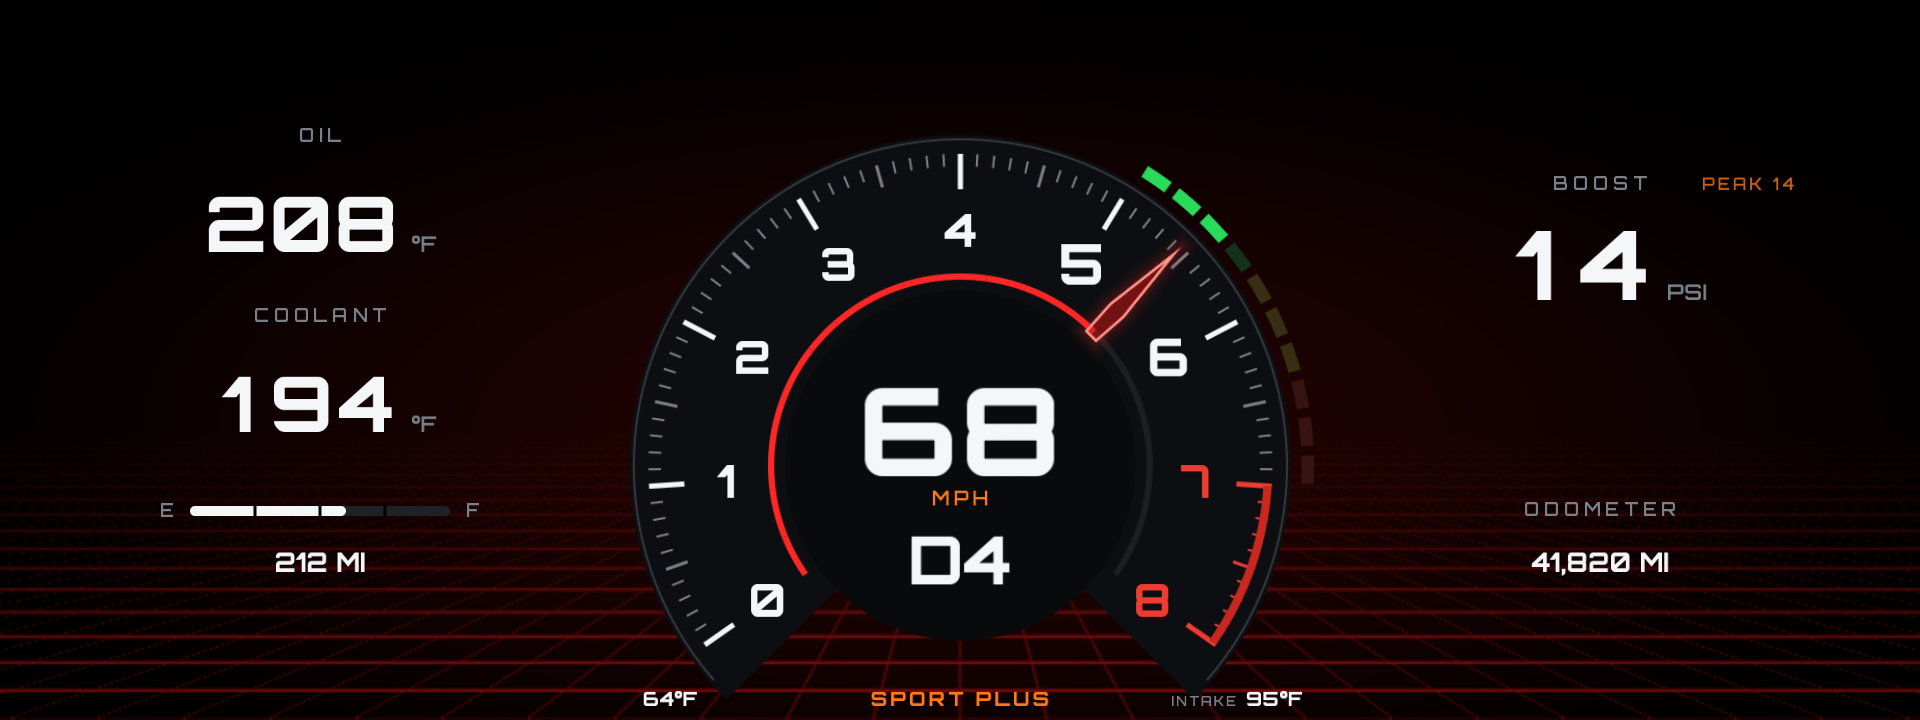 OIL
208 °F
COOLANT
194 °F
E F
212 MI
0
1
2
3
4
5
6
7
8
68
MPH
D4
64°F
SPORT PLUS
INTAKE 95°F
BOOST PEAK 14
14 PSI
ODOMETER
41,820 MI